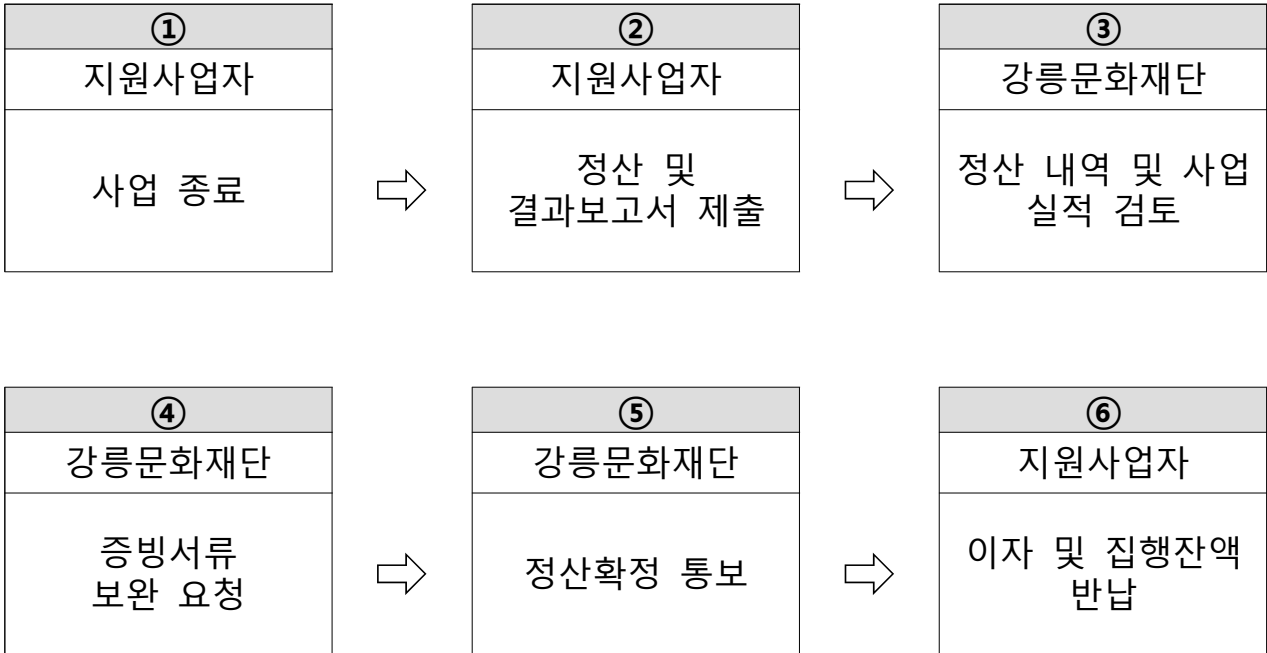 ①
지원사업자
사업 종료
②
지원사업자
정산 및
결과보고서 제출
③
강릉문화재단
정산 내역 및 사업
실적 검토
④
강릉문화재단
증빙서류
보완 요청
⑤
강릉문화재단
정산확정 통보
⑥
지원사업자
이자 및 집행잔액
반납